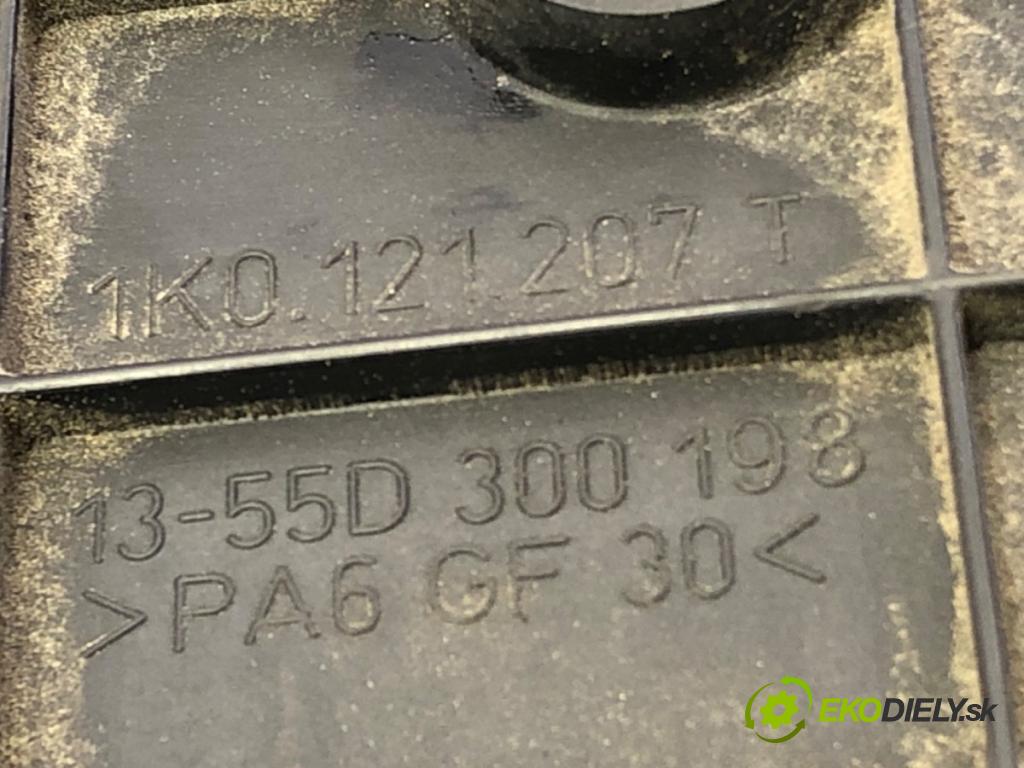 1K0.121.207 T
13-55D 300 198
>PA6 GF 30<
EKODIELY.sk